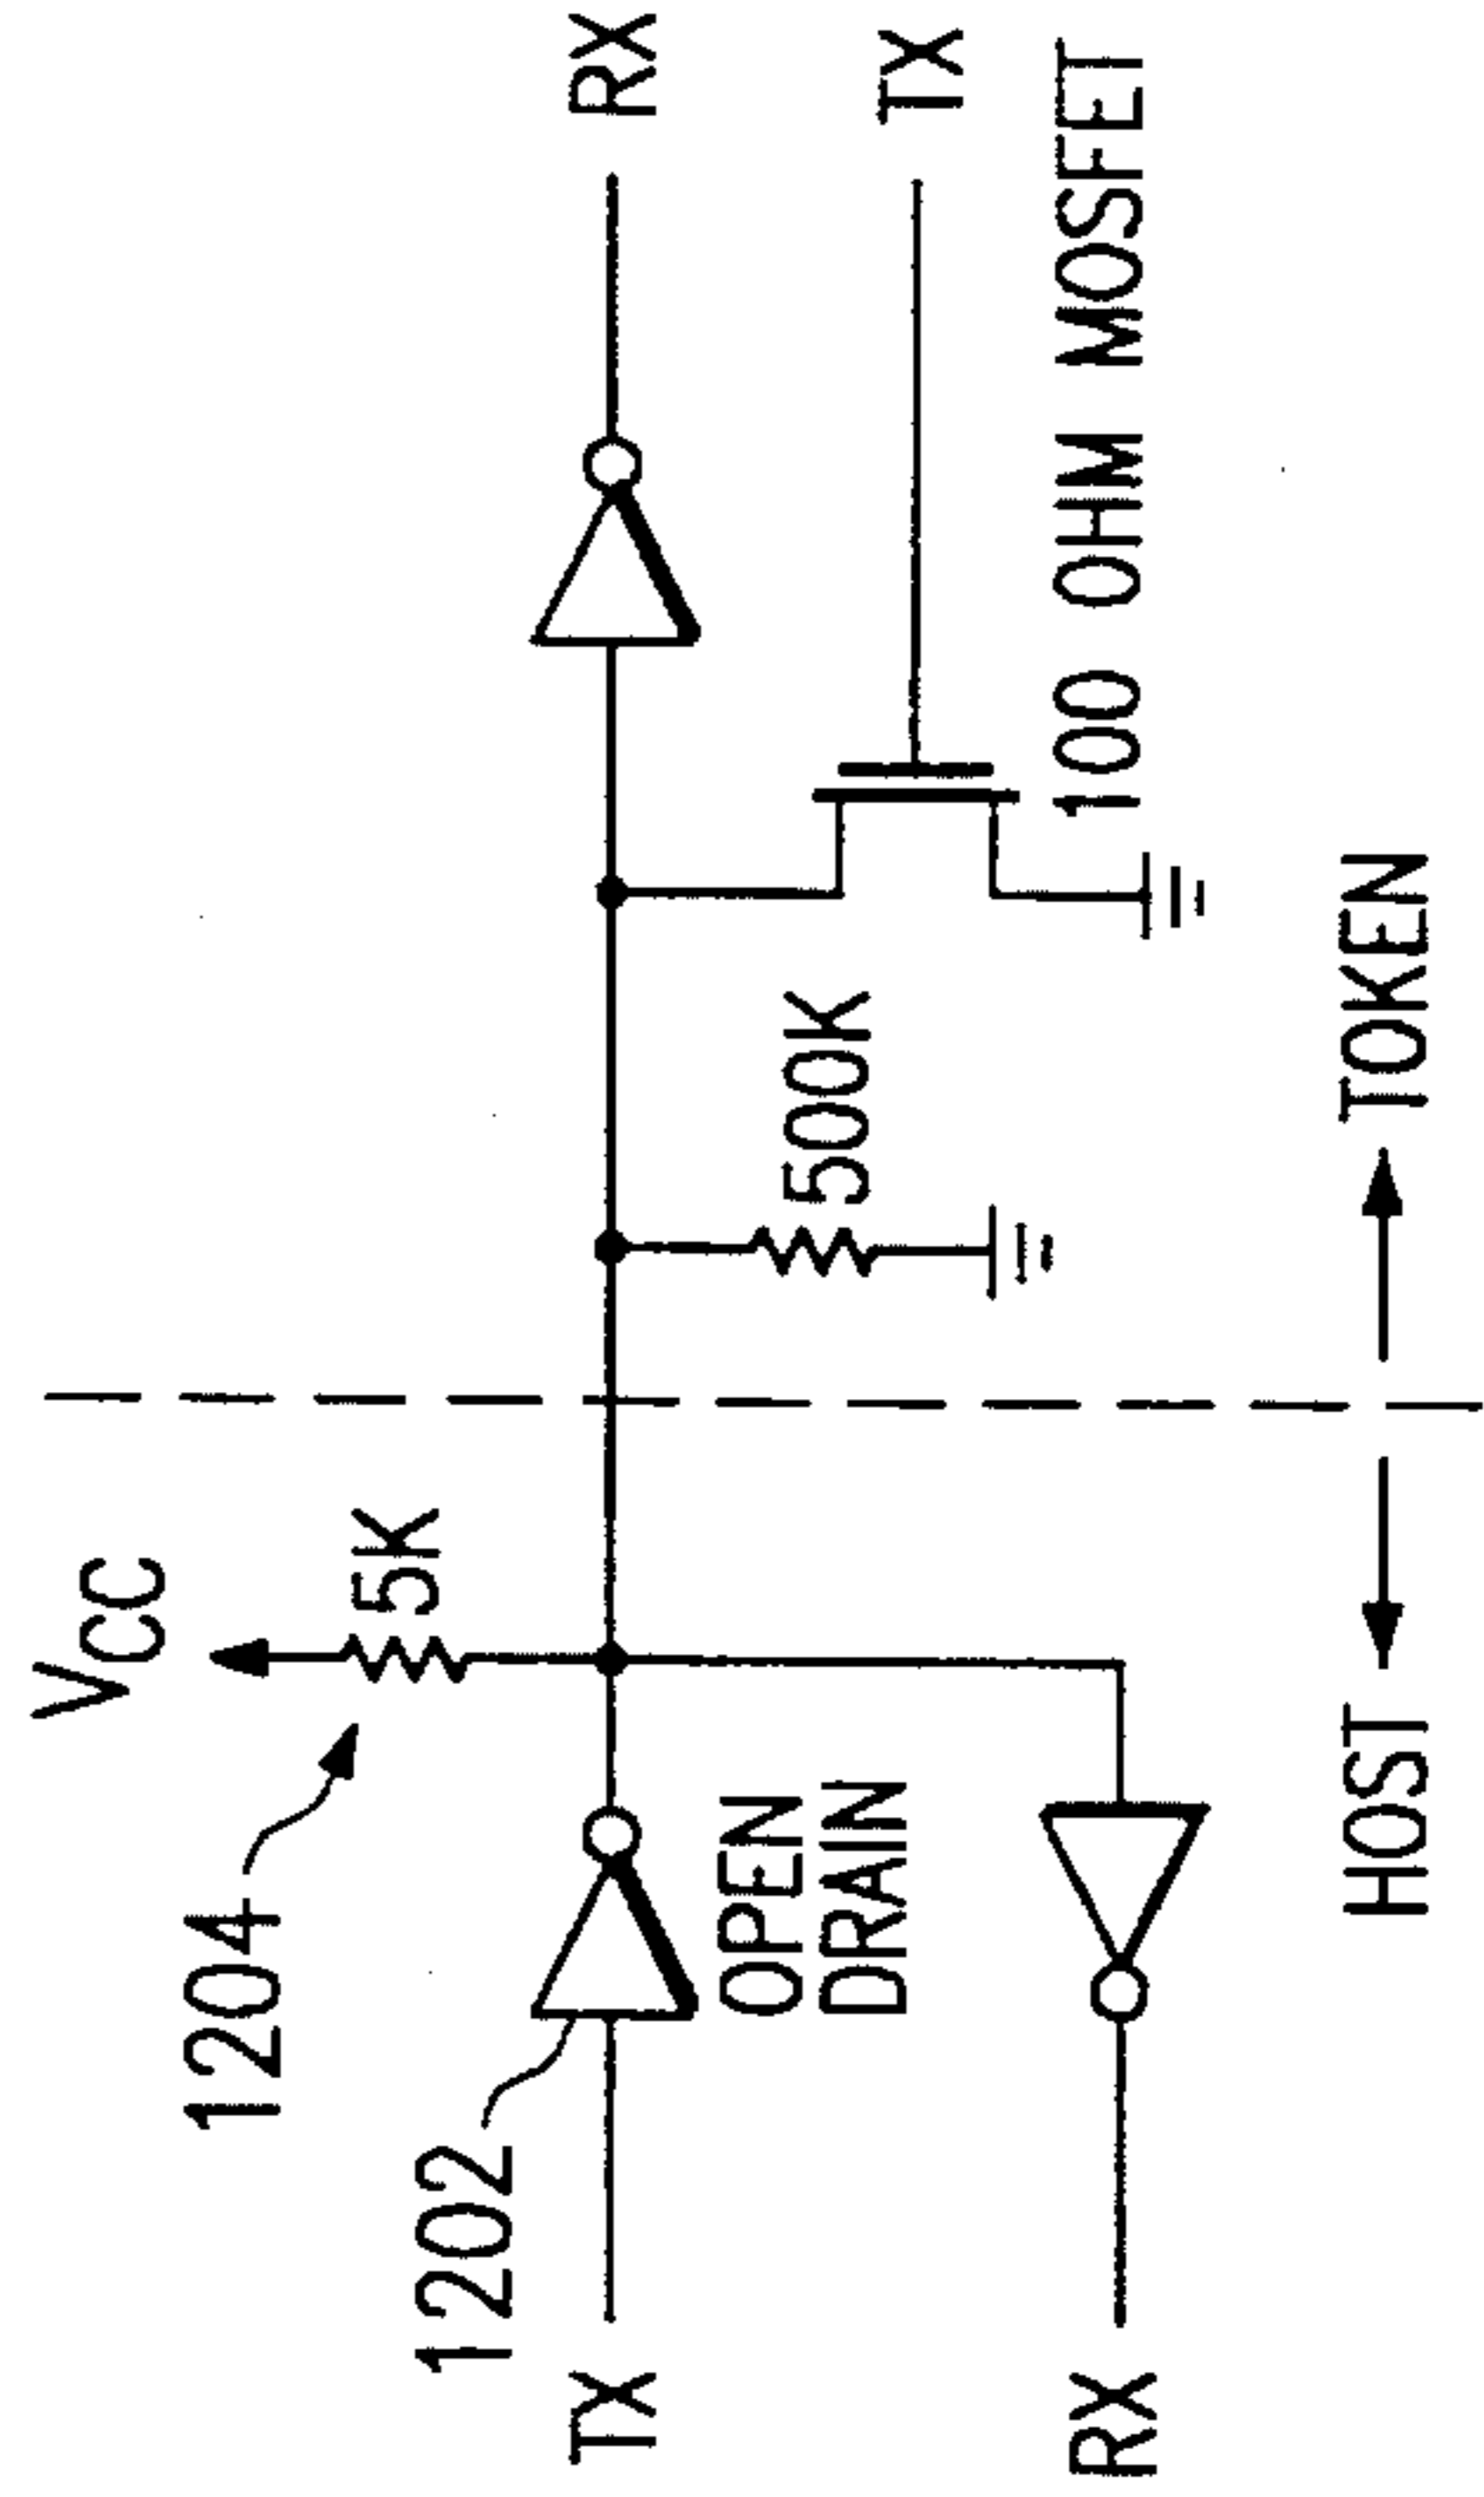 VCC
1204
5K
1202
TX
OPEN
DRAIN
RX
RX
500K
TX
100 OHM MOSFET
HOST
TOKEN